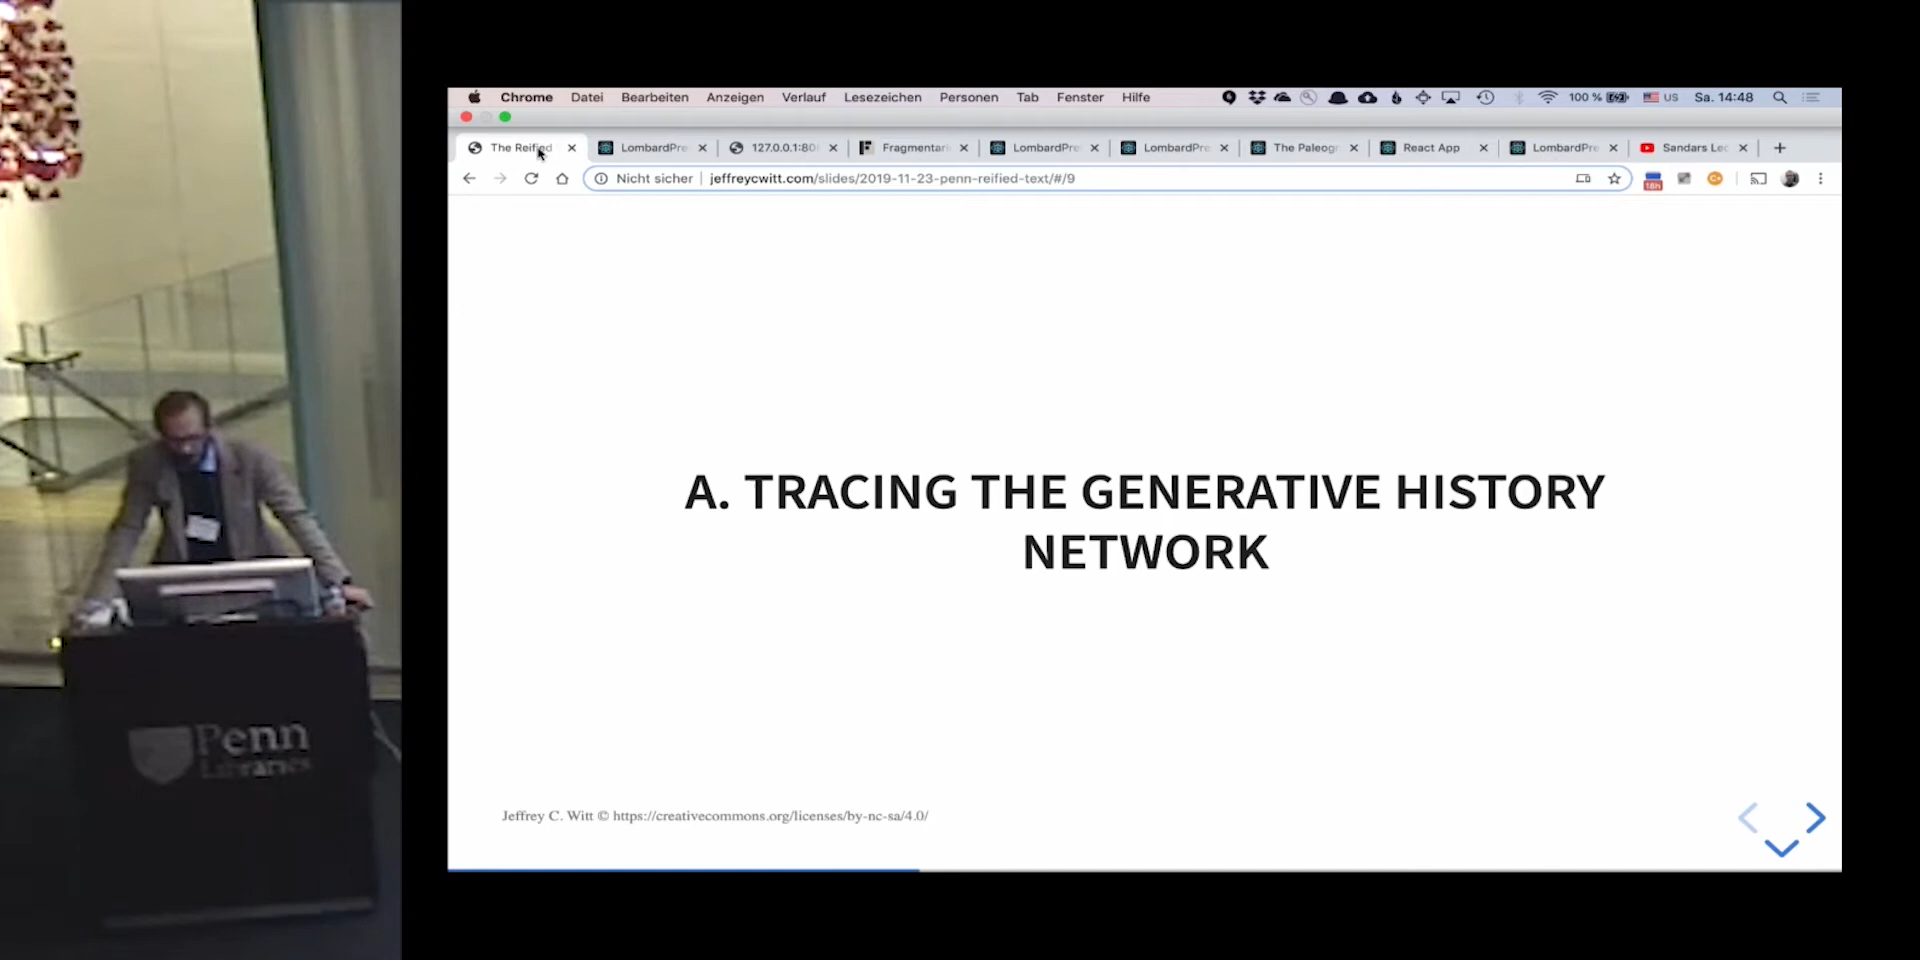 Chrome Datei Bearbeiten Anzeigen Verlauf Lesezeichen Personen Tab Fenster Hilfe 100 % US Sa. 14:48
The Reified LombardPre 127.0.0.1:80 Fragmentari LombardPre LombardPre The Paleogr React App LombardPre Sandars Lec
Nicht sicher | jeffreycwitt.com/slides/2019-11-23-penn-reified-text/#/9
18h
A. TRACING THE GENERATIVE HISTORY
NETWORK
Jeffrey C. Witt © https://creativecommons.org/licenses/by-nc-sa/4.0/
Penn
Libraries